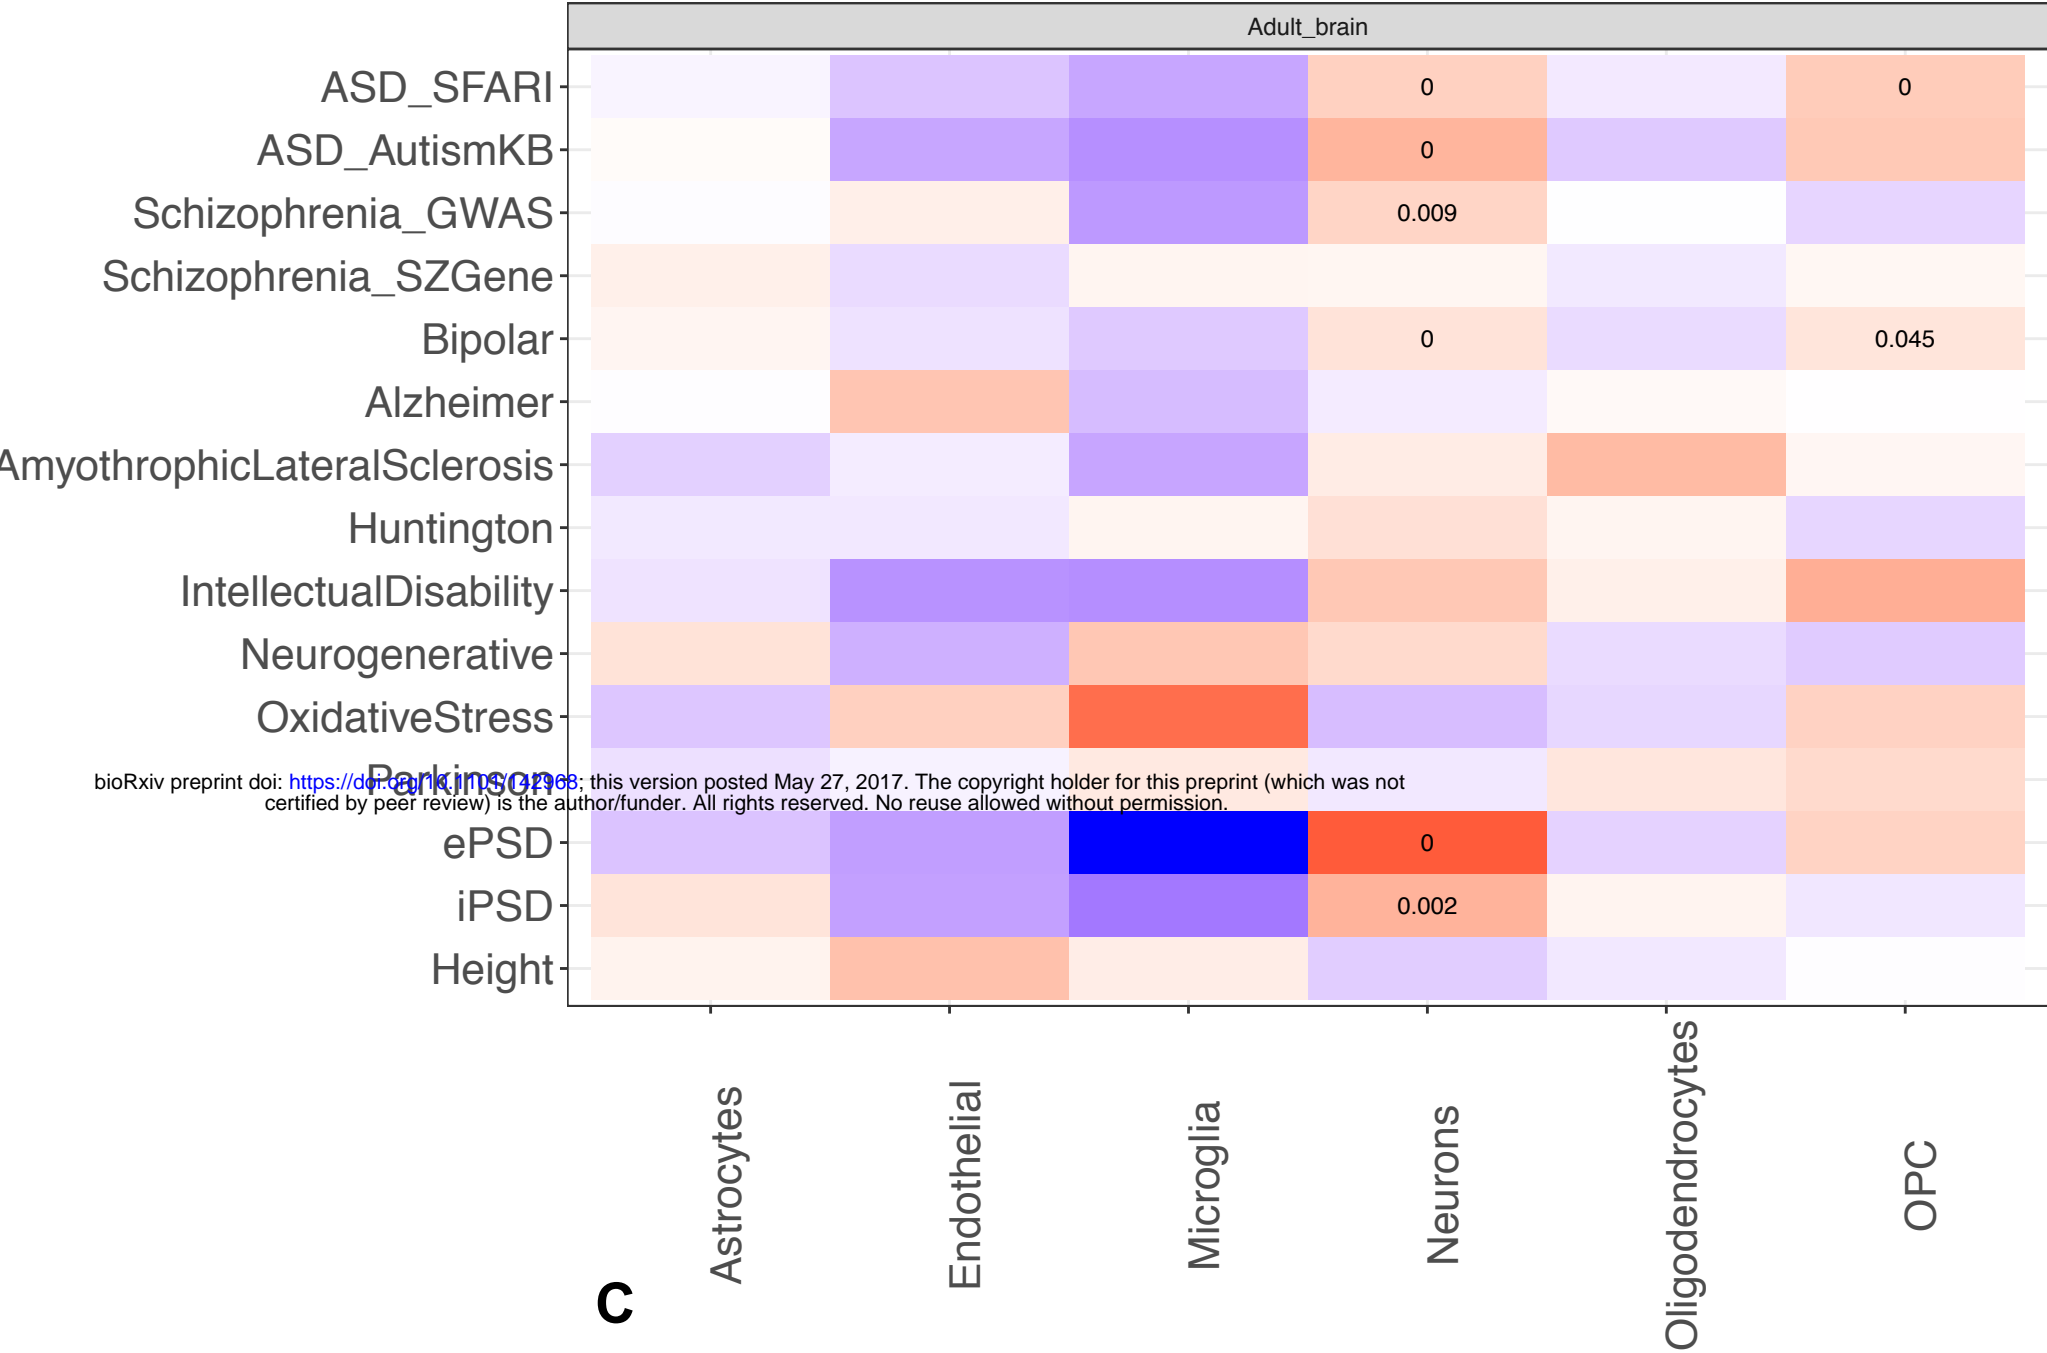 Adult_brain
ASD_SFARI 0 0
ASD_AutismKB 0
Schizophrenia_GWAS 0.009
Schizophrenia_SZGene
Bipolar 0 0.045
Alzheimer
AmyothrophicLateralSclerosis
Huntington
IntellectualDisability
Neurogenerative
OxidativeStress
Parkinson
bioRxiv preprint doi: https://doi.org/10.1101/142968; this version posted May 27, 2017. The copyright holder for this preprint (which was not
certified by peer review) is the author/funder. All rights reserved. No reuse allowed without permission.
ePSD 0
iPSD 0.002
Height
Astrocytes
Endothelial
Microglia
Neurons
Oligodendrocytes
OPC
C